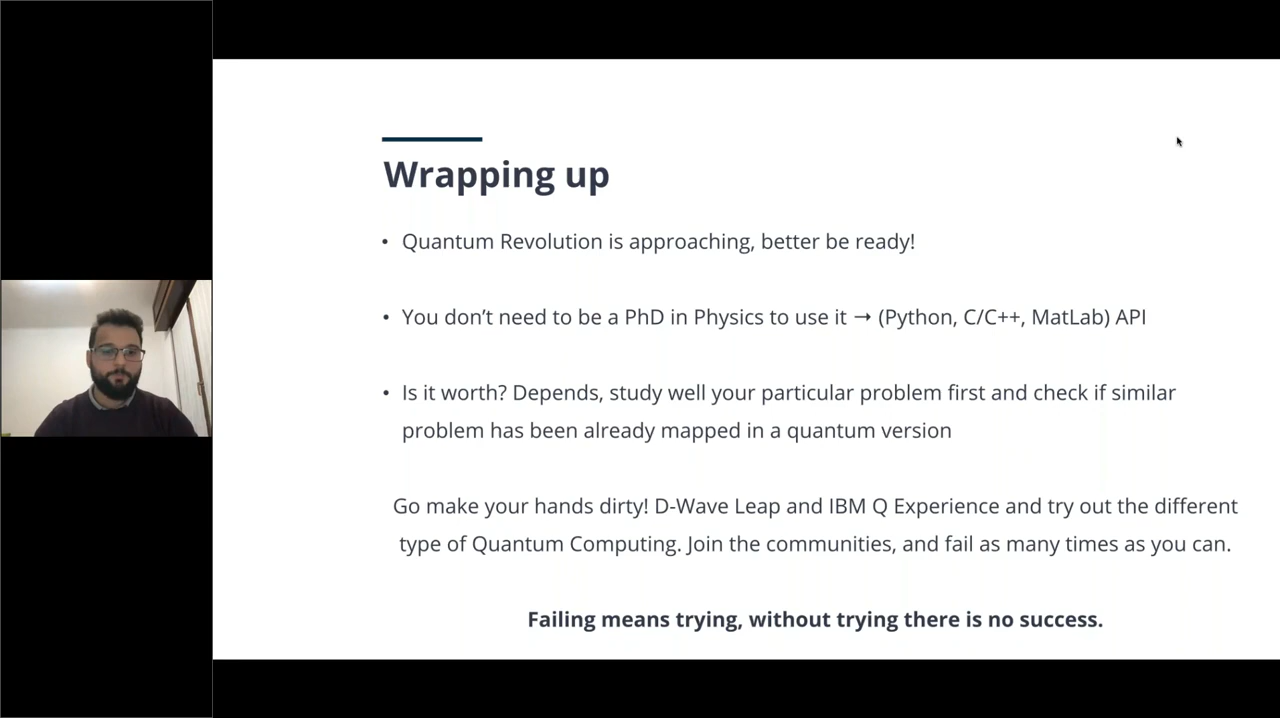 Wrapping up
• Quantum Revolution is approaching, better be ready!
• You don’t need to be a PhD in Physics to use it → (Python, C/C++, MatLab) API
• Is it worth? Depends, study well your particular problem first and check if similar
problem has been already mapped in a quantum version
Go make your hands dirty! D-Wave Leap and IBM Q Experience and try out the different
type of Quantum Computing. Join the communities, and fail as many times as you can.
Failing means trying, without trying there is no success.